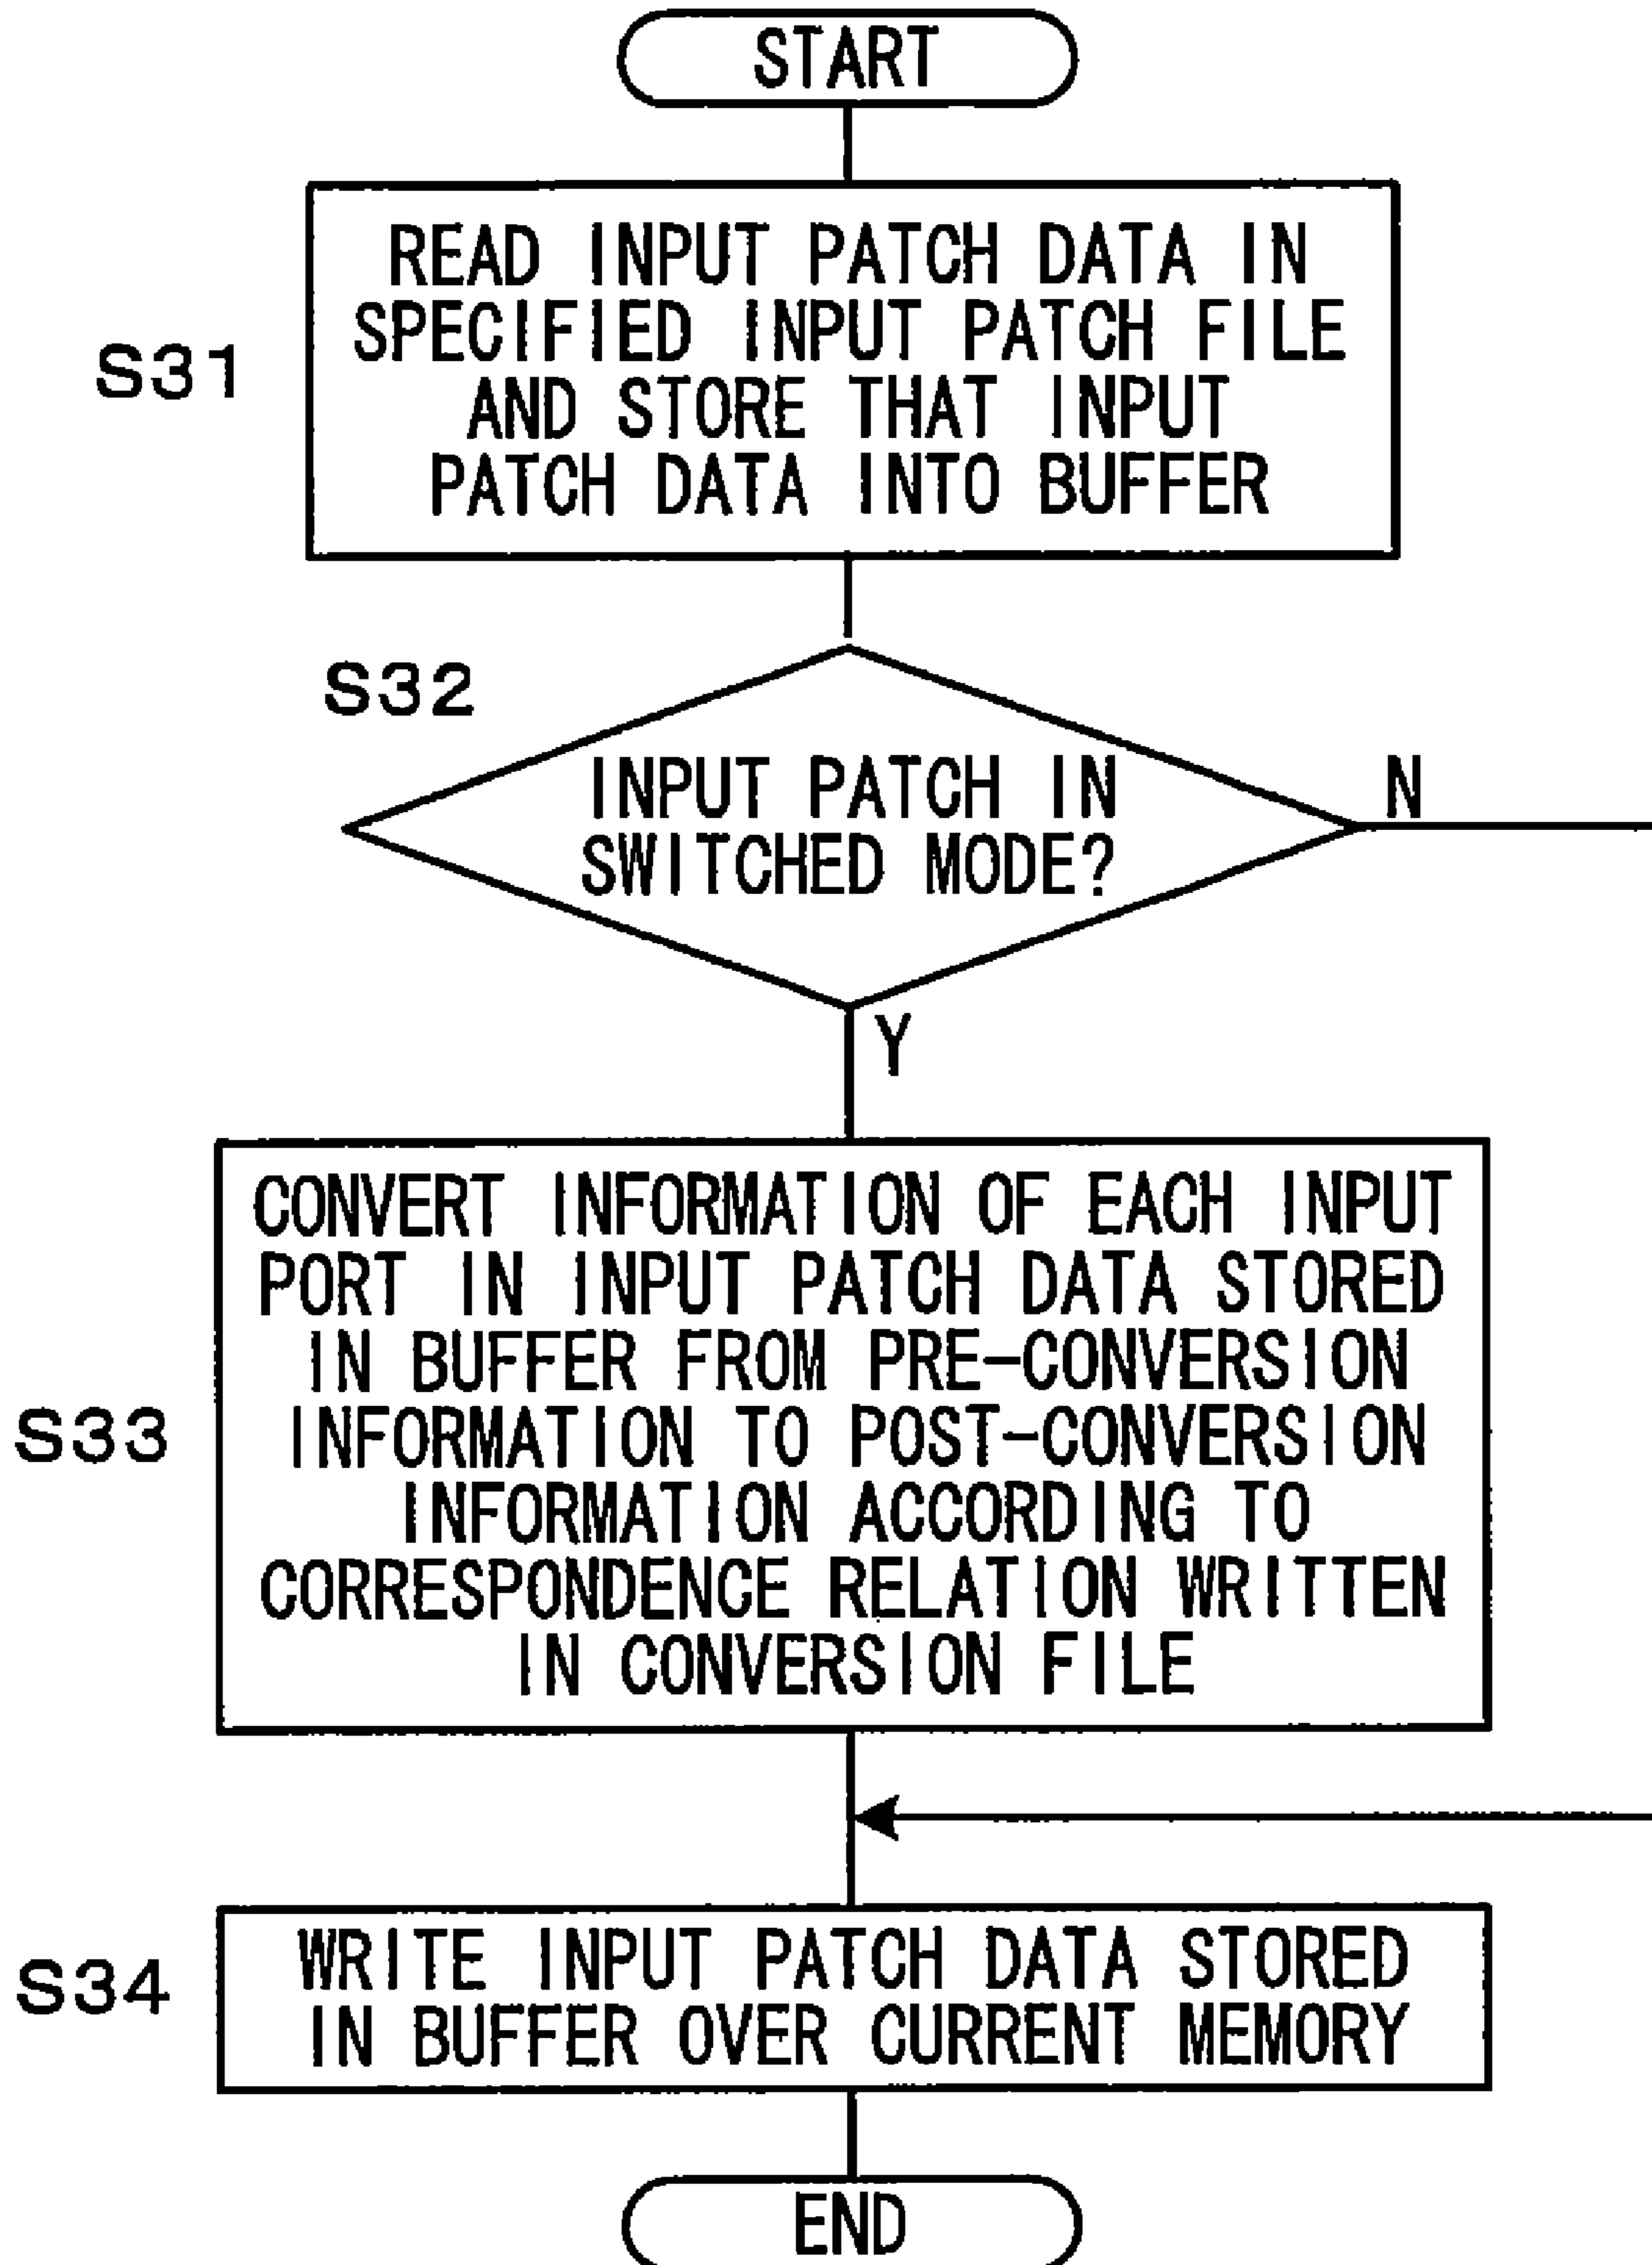 START
S31
READ INPUT PATCH DATA IN
SPECIFIED INPUT PATCH FILE
AND STORE THAT INPUT
PATCH DATA INTO BUFFER
S32
INPUT PATCH IN
SWITCHED MODE?
N
Y
S33
CONVERT INFORMATION OF EACH INPUT
PORT IN INPUT PATCH DATA STORED
IN BUFFER FROM PRE-CONVERSION
INFORMATION TO POST-CONVERSION
INFORMATION ACCORDING TO
CORRESPONDENCE RELATION WRITTEN
IN CONVERSION FILE
S34
WRITE INPUT PATCH DATA STORED
IN BUFFER OVER CURRENT MEMORY
END